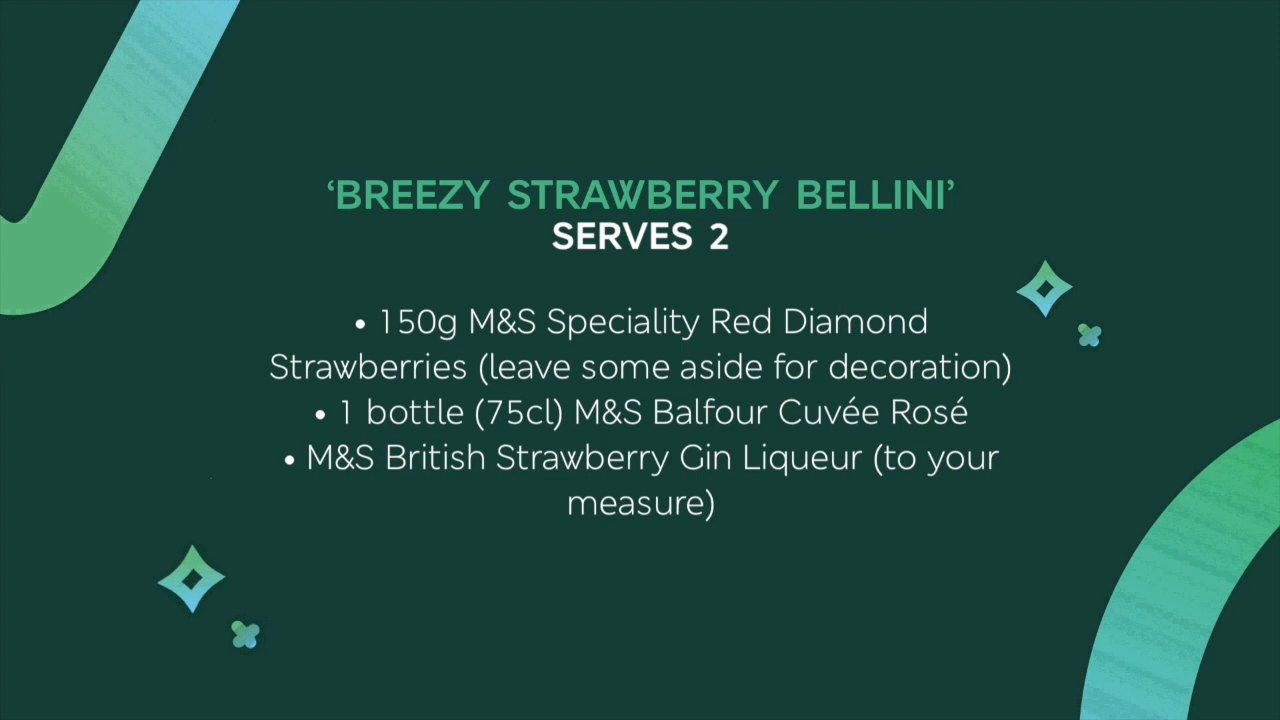 ‘BREEZY STRAWBERRY BELLINI’
SERVES 2
• 150g M&S Speciality Red Diamond
Strawberries (leave some aside for decoration)
• 1 bottle (75cl) M&S Balfour Cuvée Rosé
• M&S British Strawberry Gin Liqueur (to your
measure)